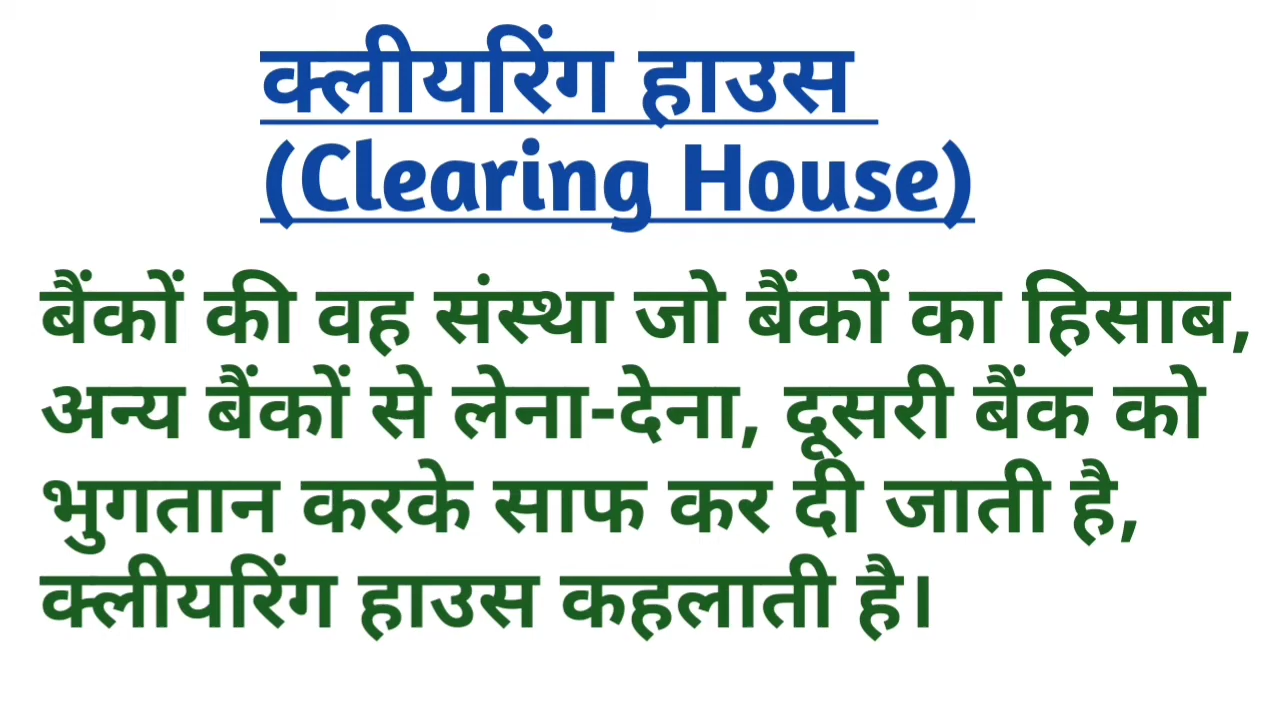 क्लीयरिंग हाउस
(Clearing House)
बैंकों की वह संस्था जो बैंकों का हिसाब,
अन्य बैंकों से लेना-देना, दूसरी बैंक को
भुगतान करके साफ कर दी जाती है,
क्लीयरिंग हाउस कहलाती है।